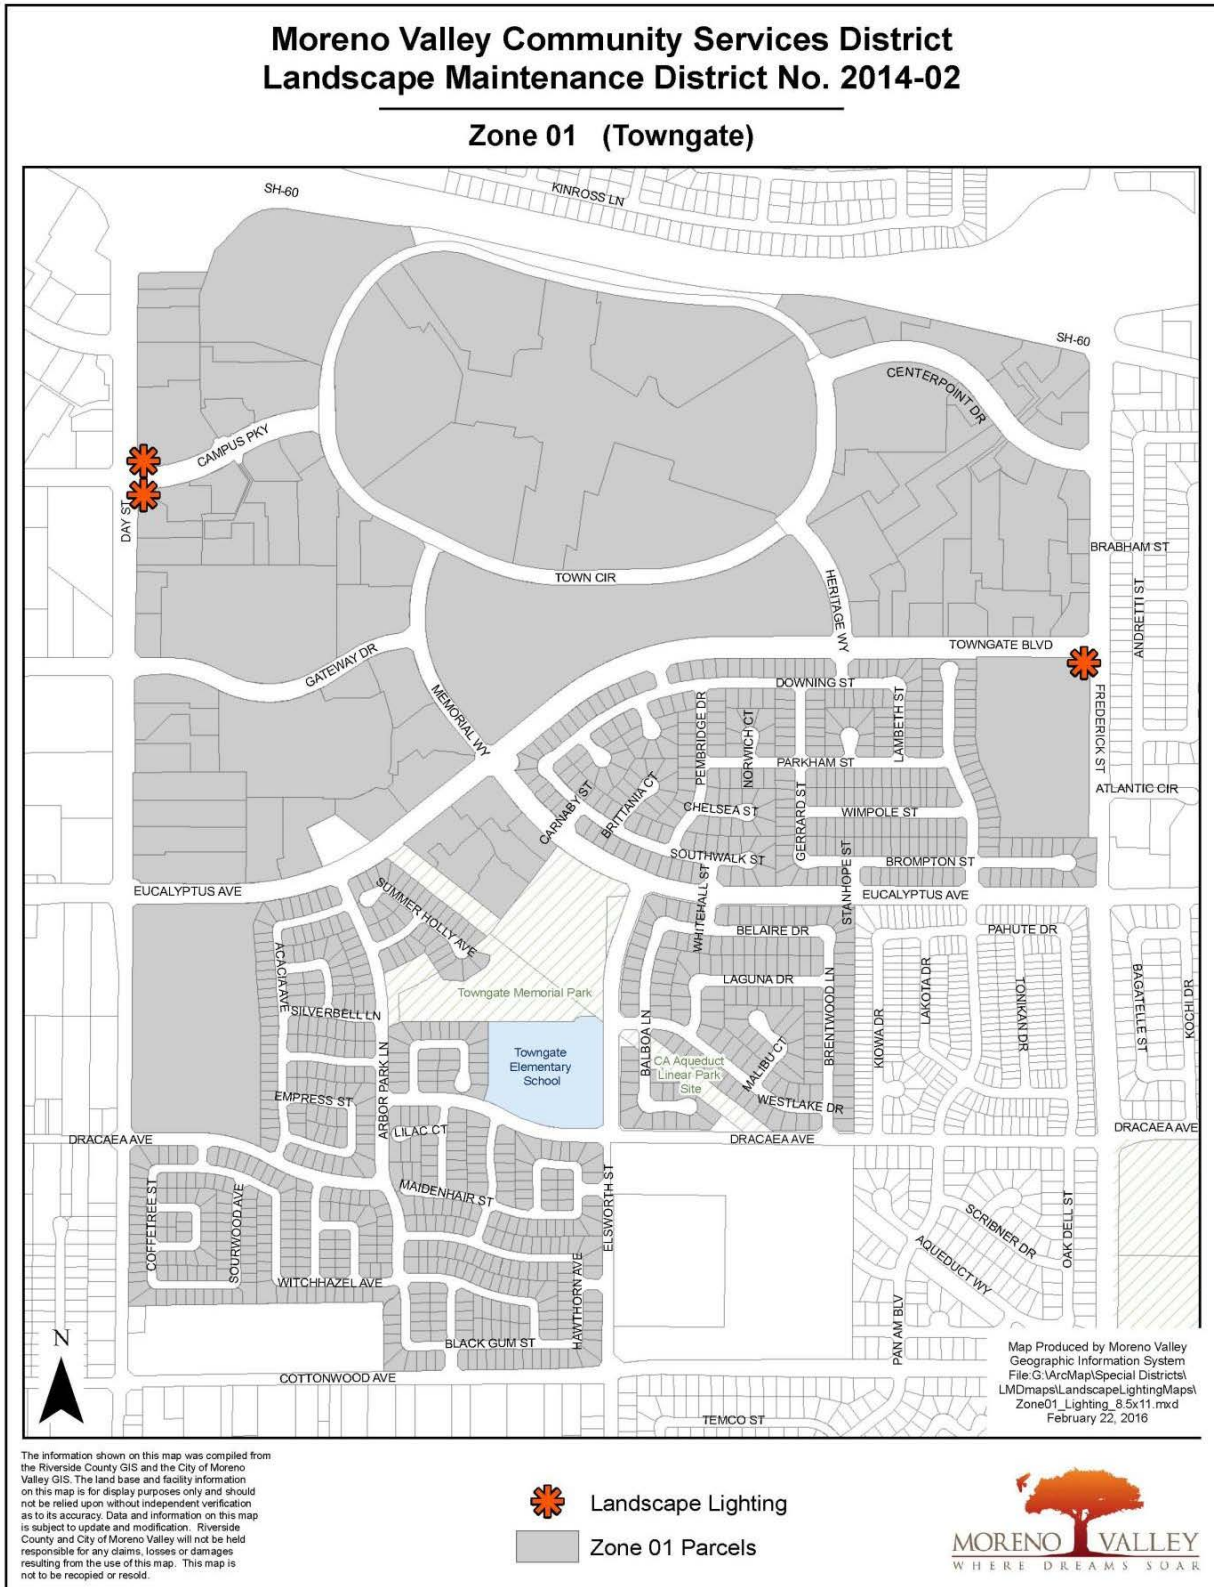 Moreno Valley Community Services District
Landscape Maintenance District No. 2014-02
Zone 01 (Towngate)
SH-60
KINROSS LN
SH-60
CENTERPOINT DR
CAMPUS PKY
DAY ST
BRABHAM ST
TOWN CIR
HERITAGE WY
ANDRETTI ST
TOWNGATE BLVD
GATEWAY DR
MEMORIAL WY
DOWNING ST
PEMBRIDGE DR
NORWICH CT
LAMBETH ST
FREDERICK ST
PARKHAM ST
ATLANTIC CIR
CARNABY ST
BRITTANIA CT
CHELSEA ST
GERRARD ST
WIMPOLE ST
SOUTHWALK ST
STANHOPE ST
BROMPTON ST
EUCALYPTUS AVE
EUCALYPTUS AVE
SUMMER HOLLY AVE
WHITEHALL ST
BELAIRE DR
PAHUTE DR
ACACIA AVE
LAGUNA DR
LAKOTA DR
TONIKAN DR
BAGATELLE ST
KOCHI DR
Towngate Memorial Park
SILVERBELL LN
BALBOA LN
BRENTWOOD LN
KIOWA DR
ARBOR PARK LN
Towngate
Elementary
School
CA Aqueduct
Linear Park
Site
MALIBU CT
EMPRESS ST
WESTLAKE DR
DRACAEA AVE
LILAC CT
DRACAEA AVE
DRACAEA AVE
COFFETREE ST
SOURWOOD AVE
MAIDENHAIR ST
ELSWORTH ST
SCRIBNER DR
OAK DELL ST
AQUEDUCT WY
WITCHHAZEL AVE
HAWTHORN AVE
BLACK GUM ST
PAN AM BLV
N
COTTONWOOD AVE
TEMCO ST
Map Produced by Moreno Valley
Geographic Information System
File:G:\ArcMap\Special Districts\
LMDmaps\LandscapeLightingMaps\
Zone01_Lighting_8.5x11.mxd
February 22, 2016
The information shown on this map was compiled from
the Riverside County GIS and the City of Moreno
Valley GIS. The land base and facility information
on this map is for display purposes only and should
not be relied upon without independent verification
as to its accuracy. Data and information on this map
is subject to update and modification. Riverside
County and City of Moreno Valley will not be held
responsible for any claims, losses or damages
resulting from the use of this map. This map is
not to be recopied or resold.
Landscape Lighting
Zone 01 Parcels
MORENO VALLEY
WHERE DREAMS SOAR